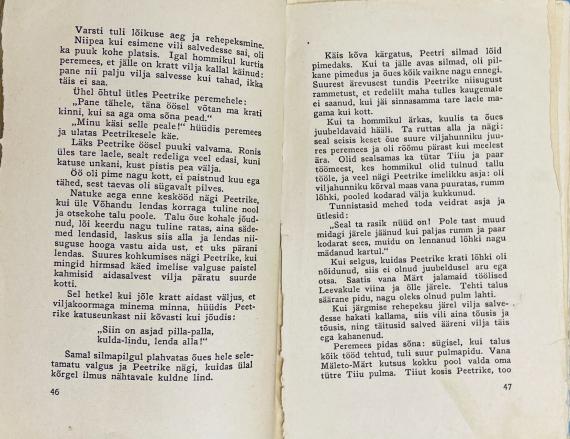 Varsti tuli lõikuse aeg ja rehepeksmine.
Niipea kui esimene vili salvedesse sai, oli
ka puuk kohe platsis. Igal hommikul kurtis
peremees, et jälle on kratt vilja kallal käinud:
pane nii palju vilja salvesse kui tahad, ikka
täis ei saa.
Ühel õhtul ütles Peetrike peremehele:
„Pane tähele, täna öösel võtan ma krati
kinni, kui sa aga oma sõna pead.“
„Minu käsi selle peale!“ hüüdis peremees
ja ulatas Peetrikesele käe.
Läks Peetrike öösel puuki valvama. Ronis
üles tare laele, sealt redeliga veel edasi, kuni
katuse unkani, kust pistis pea välja.
Öö oli pime nagu kott, ei paistnud kuu ega
tähed, sest taevas oli sügavalt pilves.
Natuke aega enne keskööd nägi Peetrike,
kui üle Võhandu lendas korraga tuline nool
ja otsekohe talu poole. Talu õue kohale jõud-
nud, lõi keerdu nagu tuline ratas, aina säde-
med lendasid, laskus siis alla ja lendas nii-
suguse hooga vastu aida ust, et uks pärani
lendas. Suures kohkumises nägi Peetrike, kui
mingid hirmsad käed imelise valguse paistel
kahmisid aidasalvest vilja päratu suurde
kotti.
Sel hetkel kui jõle kratt aidast väljus, et
viljakoormaga minema minna, hüüdis Peet-
rike katuseunkast nii kõvasti kui jõudis:
„Siin on asjad pilla-palla,
kulda-lindu, lenda alla!“
Samal silmapilgul plahvatas õues hele sele-
tamatu valgus ja Peetrike nägi, kuidas ülal
kõrgel ilmus nähtavale kuldne lind.
46
Käis kõva kärgatus, Peetri silmad lõid
pimedaks. Kui ta jälle avas silmad, oli pil-
kane pimedus ja õues kõik vaikne nagu ennegi.
Suurest ärevusest tundis Peetrike niisugust
rammetust, et redelilt maha tulles kaugemale
ei saanud, kui jäi sinnasamma tare laele ma-
gama kui kott.
Kui ta hommikul ärkas, kuulis ta õues
juubeldavaid hääli. Ta ruttas alla ja nägi:
seal seisis keset õue suure viljahunniku juu-
res peremees ja oli rõõmu pärast kui meelest
ära. Olid sealsamas ka tütar Tiiu ja paar
töömeest, kes hommikul olid tulnud tallu
tööle, ja veel nägi Peetrike imelikku asja: oli
viljahunniku kõrval maas vana puuratas, rumm
lõhki, pooled kodarad välja kukkunud.
Tunnistasid mehed toda veidrat asja ja
ütlesid:
„Seal ta rasik nüüd on! Pole tast muud
midagi järele jäänud kui paljas rumm ja paar
kodarat sees, muidu on lennanud lõhki nagu
mädanud kartul.“
Kui selgus, kuidas Peetrike krati lõhki oli
nõidunud, siis ei olnud juubeldusel aru ega
otsa. Saatis vana Märt jalamaid töölised
Leevakule viina ja õlle järele. Tehti talus
säärane pidu, nagu oleks olnud pulm lahti.
Kui järgmise rehepeksu järel vilja salve-
desse hakati kallama, siis vili aina tõusis ja
tõusis, ning täitusid salved ääreni vilja täis
ega kahanenud.
Peremees pidas sõna: sügisel, kui talus
kõik tööd tehtud, tuli suur pulmapidu. Vana
Mäleto-Märt kutsus kokku pool valda oma
tütre Tiiu pulma. Tiiut kosis Peetrike, too
47